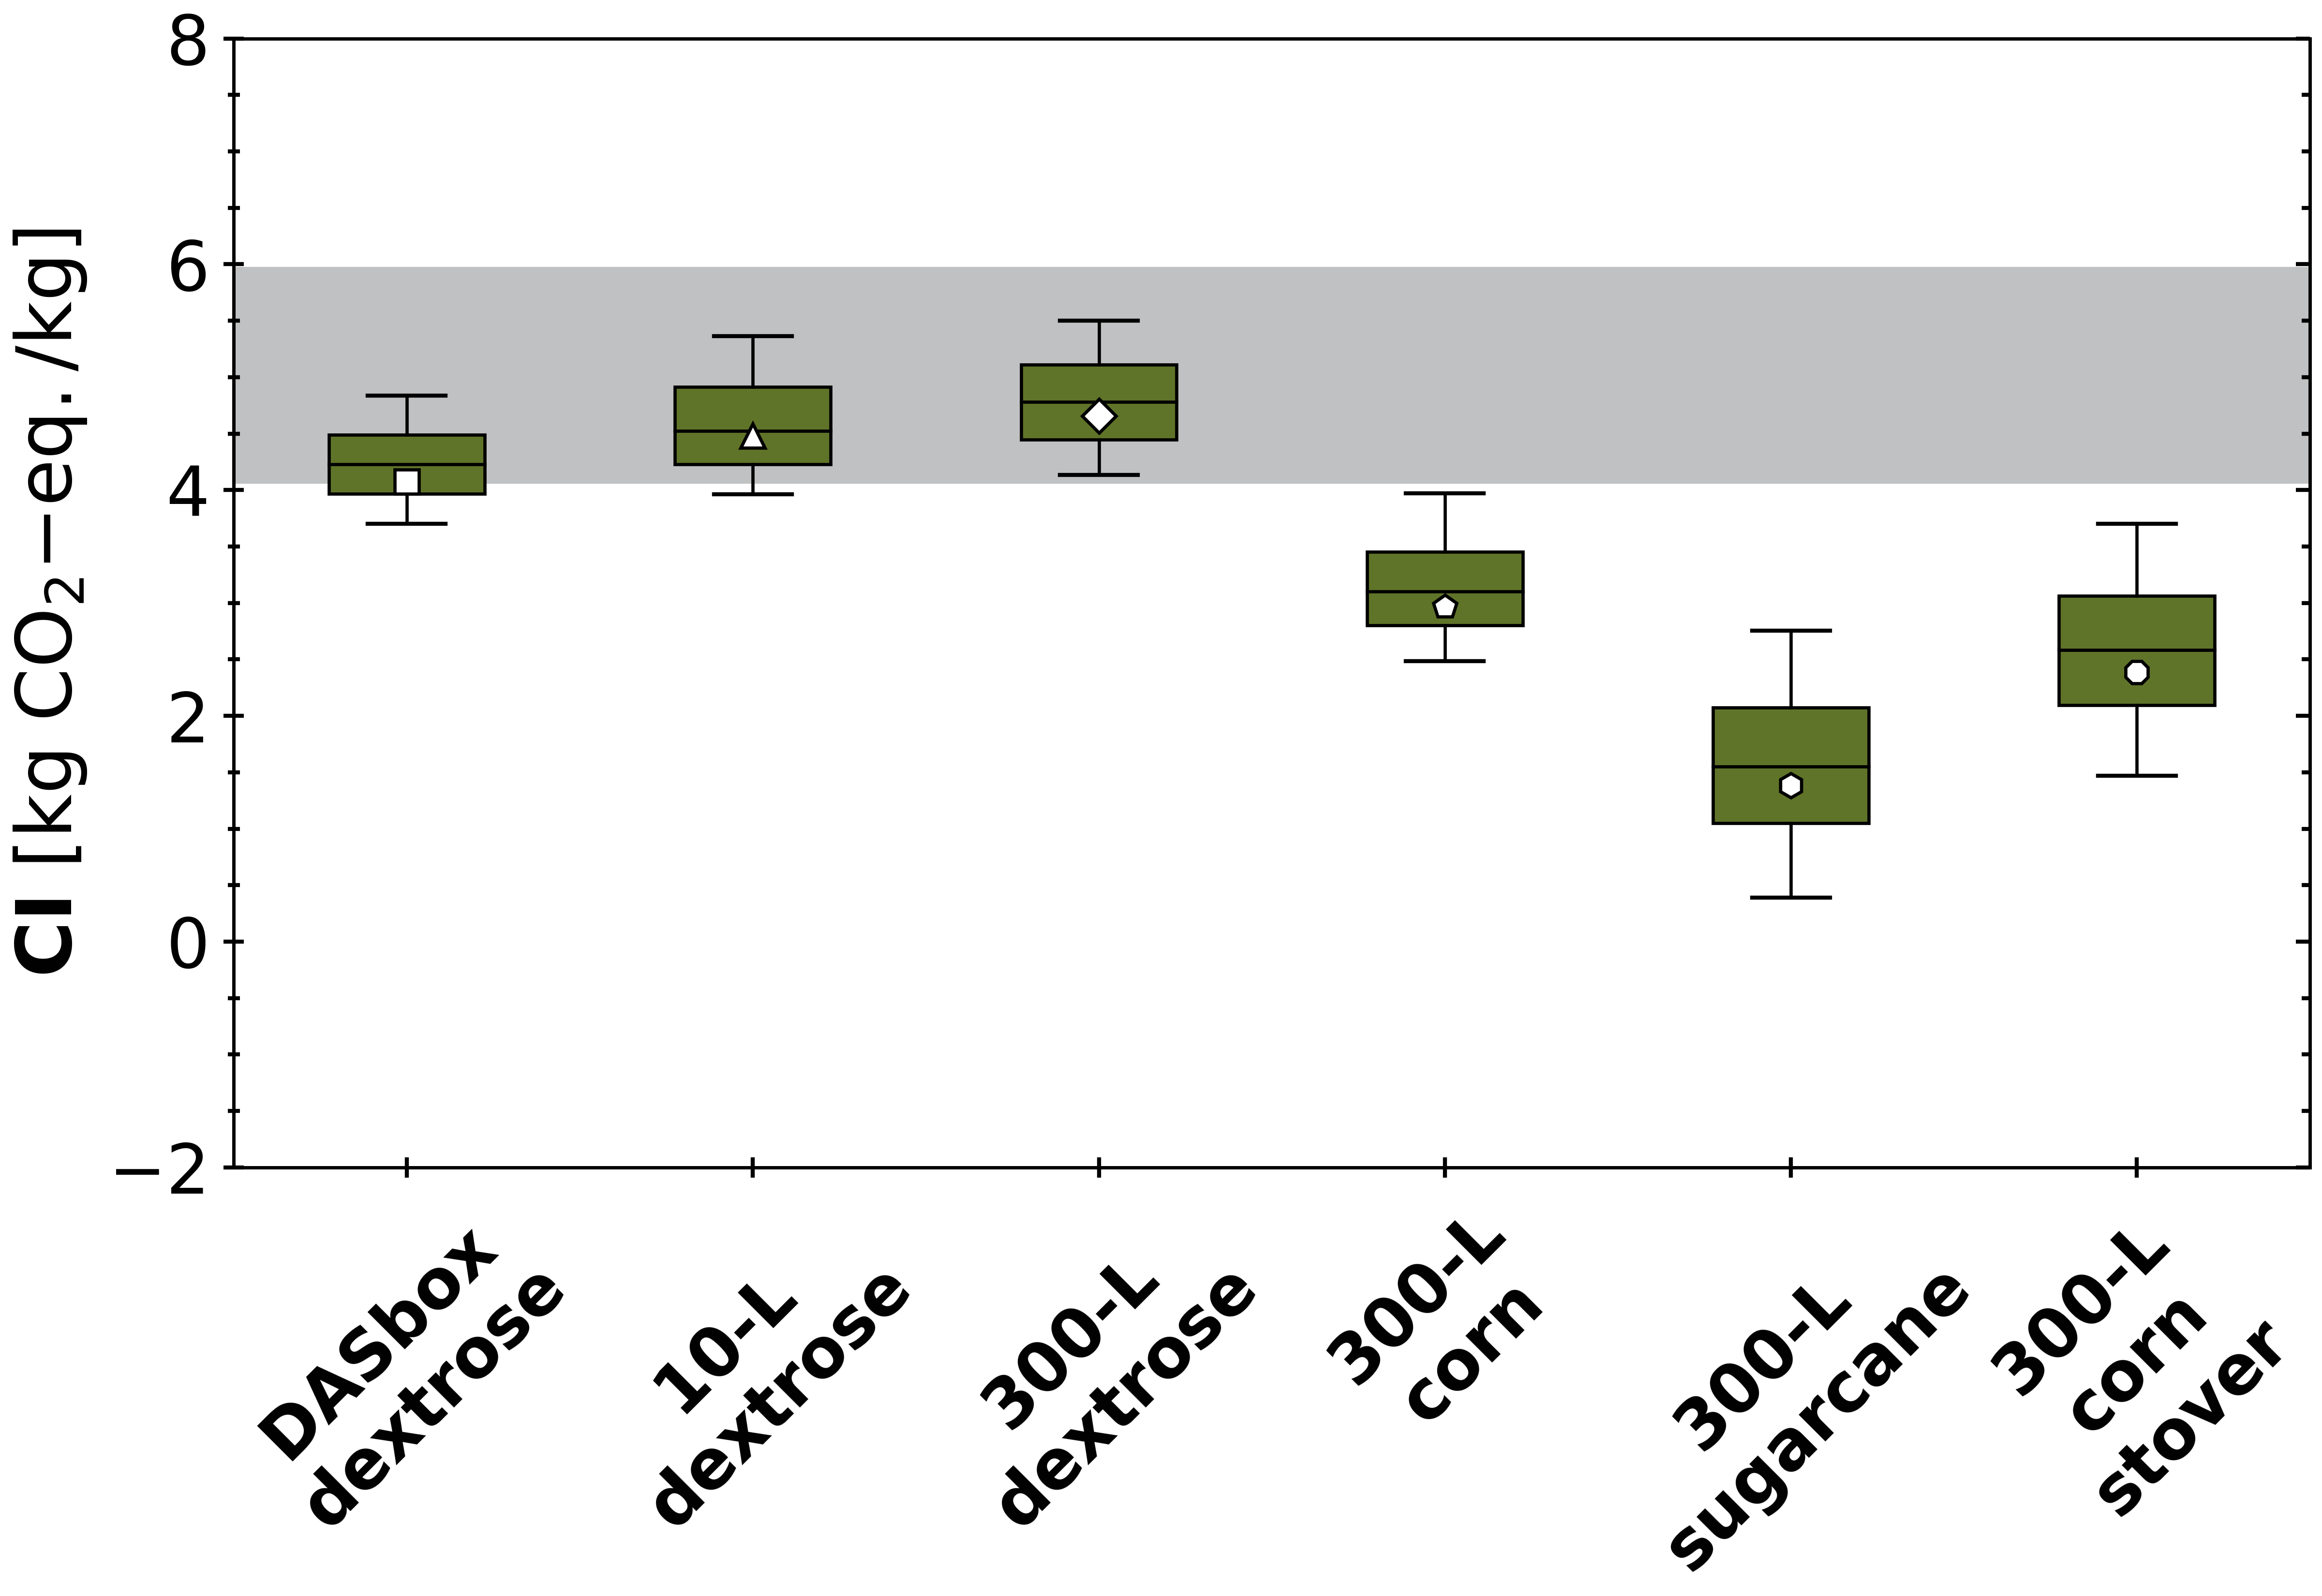 CI [kg CO₂−eq. /kg]
8
6
4
2
0
−2
DASbox
dextrose
10-L
dextrose
300-L
dextrose
300-L
corn
300-L
sugarcane
300-L
corn
stover